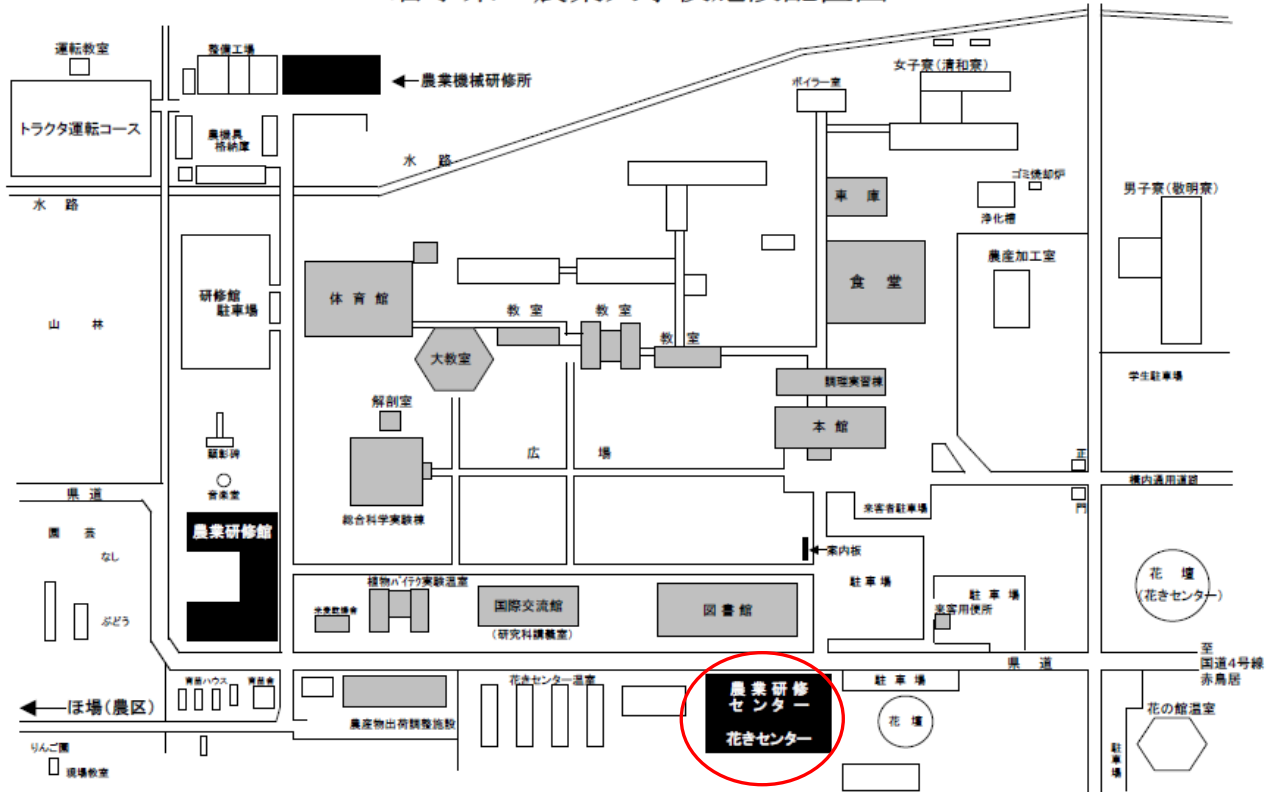 運転教室
整備工場
農業機械研修所
ボイラー室
女子寮(清和寮)
トラクタ運転コース
農機具
格納庫
水 路
水 路
車 庫
ゴミ焼却炉
浄化槽
男子寮(敬明寮)
研修館
駐車場
体 育 館
食 堂
農産加工室
山 林
教 室
教 室
教 室
大教室
調理実習棟
学生駐車場
解剖室
本 館
顕彰碑
広 場
正
門
構内通用道路
音楽堂
県 道
総合科学実験棟
来客者駐車場
園 芸
なし
ぶどう
農業研修館
案内板
駐 車 場
花 壇
(花きセンター)
植物バイテク実験温室
国際交流館
(研究科講義室)
図 書 館
駐 車 場
来客用便所
県 道
至
国道4号線
赤鳥居
育苗ハウス
育苗舎
花きセンター温室
農 業 研 修
セ ン タ ー
花きセンター
駐 車 場
花 壇
花の館温室
ほ場(農区)
農産物出荷調整施設
りんご園
現場教室
駐
車
場